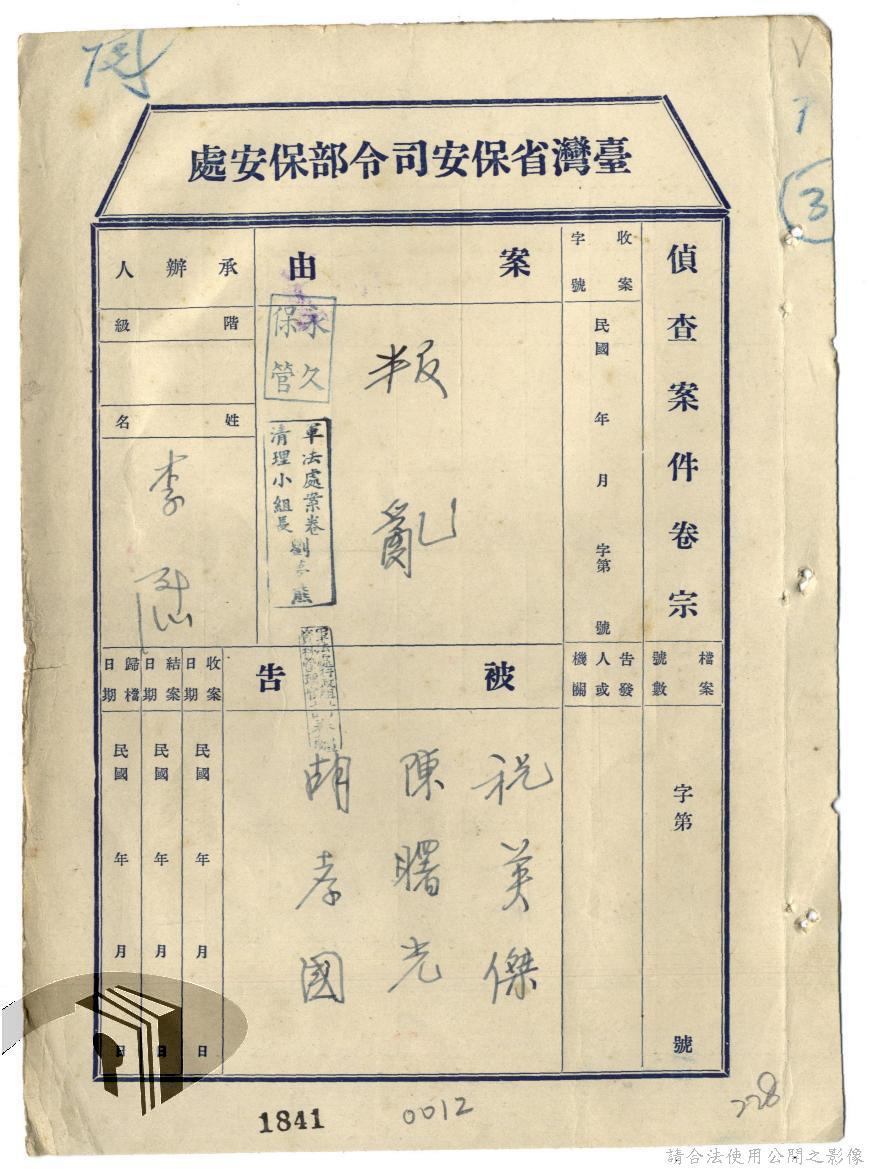 臺灣省保安司令部保安處
偵查案件卷宗
檔案號數
字第 號
收案字號
民國 年 月 字第 號
告發人或機關
案由
叛亂
永久保管
軍法處案卷
清理小組長劉 熊
被告
祝英傑
陳曙光
胡孝國
承辦人
階級
姓名
李
收案日期
民國 年 月 日
結案日期
民國 年 月 日
歸檔日期
民國 年 月 日
3
1841
0012
228
請合法使用公開之影像